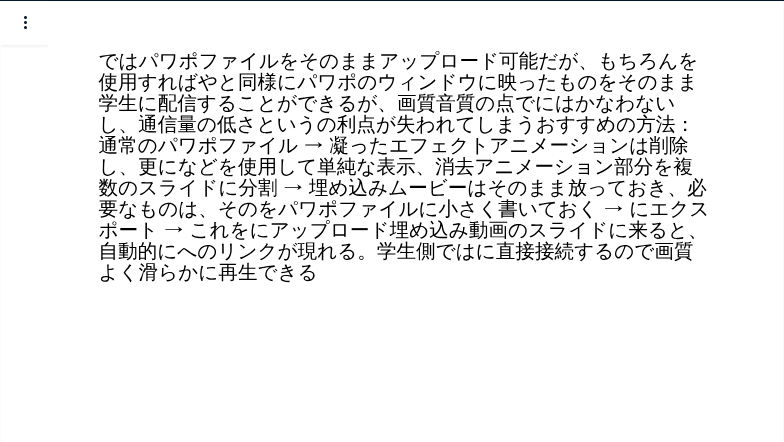 ではパワポファイルをそのままアップロード可能だが、もちろんを
使用すればやと同様にパワポのウィンドウに映ったものをそのまま
学生に配信することができるが、画質音質の点でにはかなわない
し、通信量の低さというの利点が失われてしまうおすすめの方法：
通常のパワポファイル → 凝ったエフェクトアニメーションは削除
し、更になどを使用して単純な表示、消去アニメーション部分を複
数のスライドに分割 → 埋め込みムービーはそのまま放っておき、必
要なものは、そのをパワポファイルに小さく書いておく → にエクス
ポート → これをにアップロード埋め込み動画のスライドに来ると、
自動的にへのリンクが現れる。学生側ではに直接接続するので画質
よく滑らかに再生できる